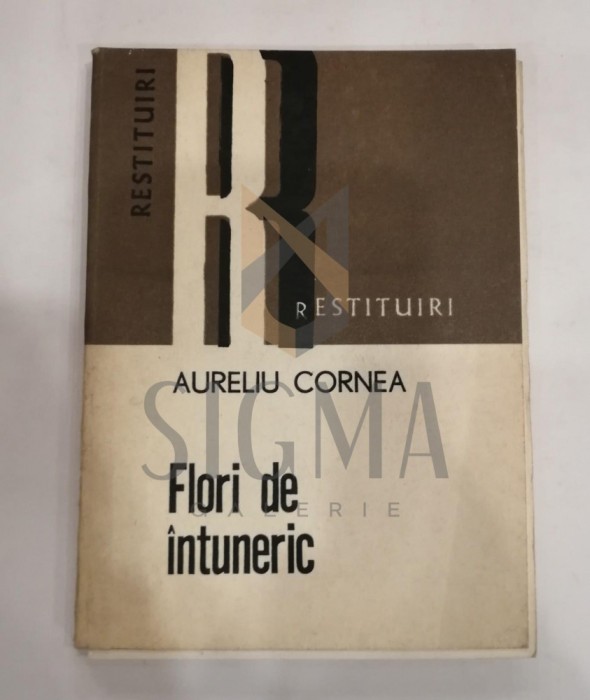 RESTITUIRI
R
RESTITUIRI
AURELIU CORNEA
SIGMA
Flori de
GALERIE
întuneric